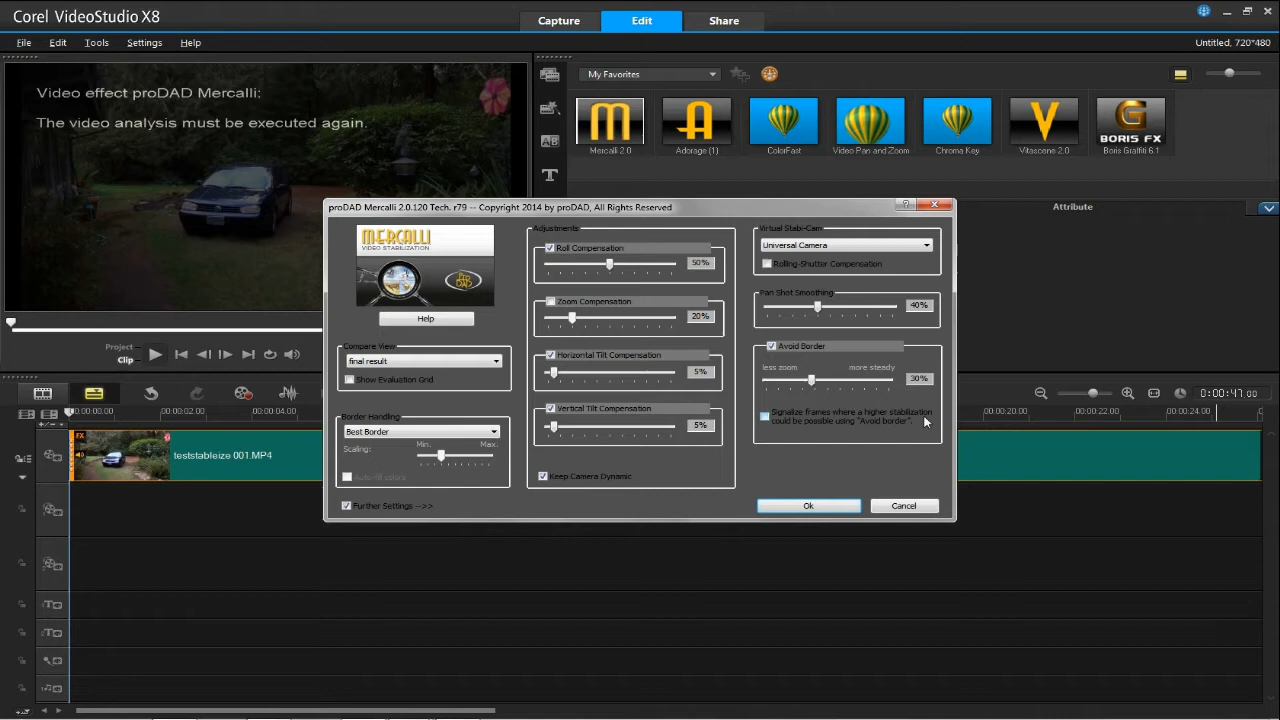 Corel VideoStudio X8
Capture
Edit
Share
File Edit Tools Settings Help
Untitled, 720*480
Video effect proDAD Mercalli:
The video analysis must be executed again.
My Favorites
Mercalli 2.0
Adorage (1)
ColorFast
Video Pan and Zoom
Chroma Key
Vitascene 2.0
BORIS FX
Boris Graffiti 6.1
AB
T
Attribute
proDAD Mercalli 2.0.120 Tech. r79 -- Copyright 2014 by proDAD, All Rights Reserved
MERCALLI
VIDEO STABILIZATION
Pro DAD
Help
Compare View
final result
Show Evaluation Grid
Border Handling
Best Border
Scaling: Min. Max.
Auto-fill colors
Further Settings -->>
Adjustments
Roll Compensation
50%
Zoom Compensation
20%
Horizontal Tilt Compensation
5%
Vertical Tilt Compensation
5%
Keep Camera Dynamic
Virtual Stabi-Cam
Universal Camera
Rolling-Shutter Compensation
Pan Shot Smoothing
40%
Avoid Border
less zoom more steady
30%
Signalize frames where a higher stabilization
could be possible using "Avoid border".
Ok
Cancel
Project
Clip
0:00:47.00
00:00:00.00 00:00:02.00 00:00:04.00 00:00:20.00 00:00:22.00 00:00:24.00
FX
teststableize 001.MP4